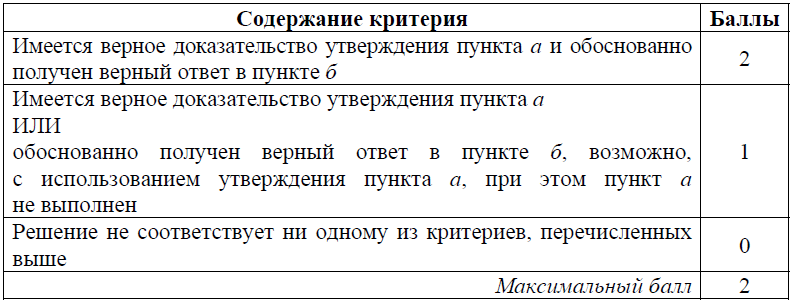 Содержание критерия Баллы
Имеется верное доказательство утверждения пункта а и обоснованно
получен верный ответ в пункте б
2
Имеется верное доказательство утверждения пункта а
ИЛИ
обоснованно получен верный ответ в пункте б, возможно,
с использованием утверждения пункта а, при этом пункт а
не выполнен
1
Решение не соответствует ни одному из критериев, перечисленных
выше
0
Максимальный балл 2